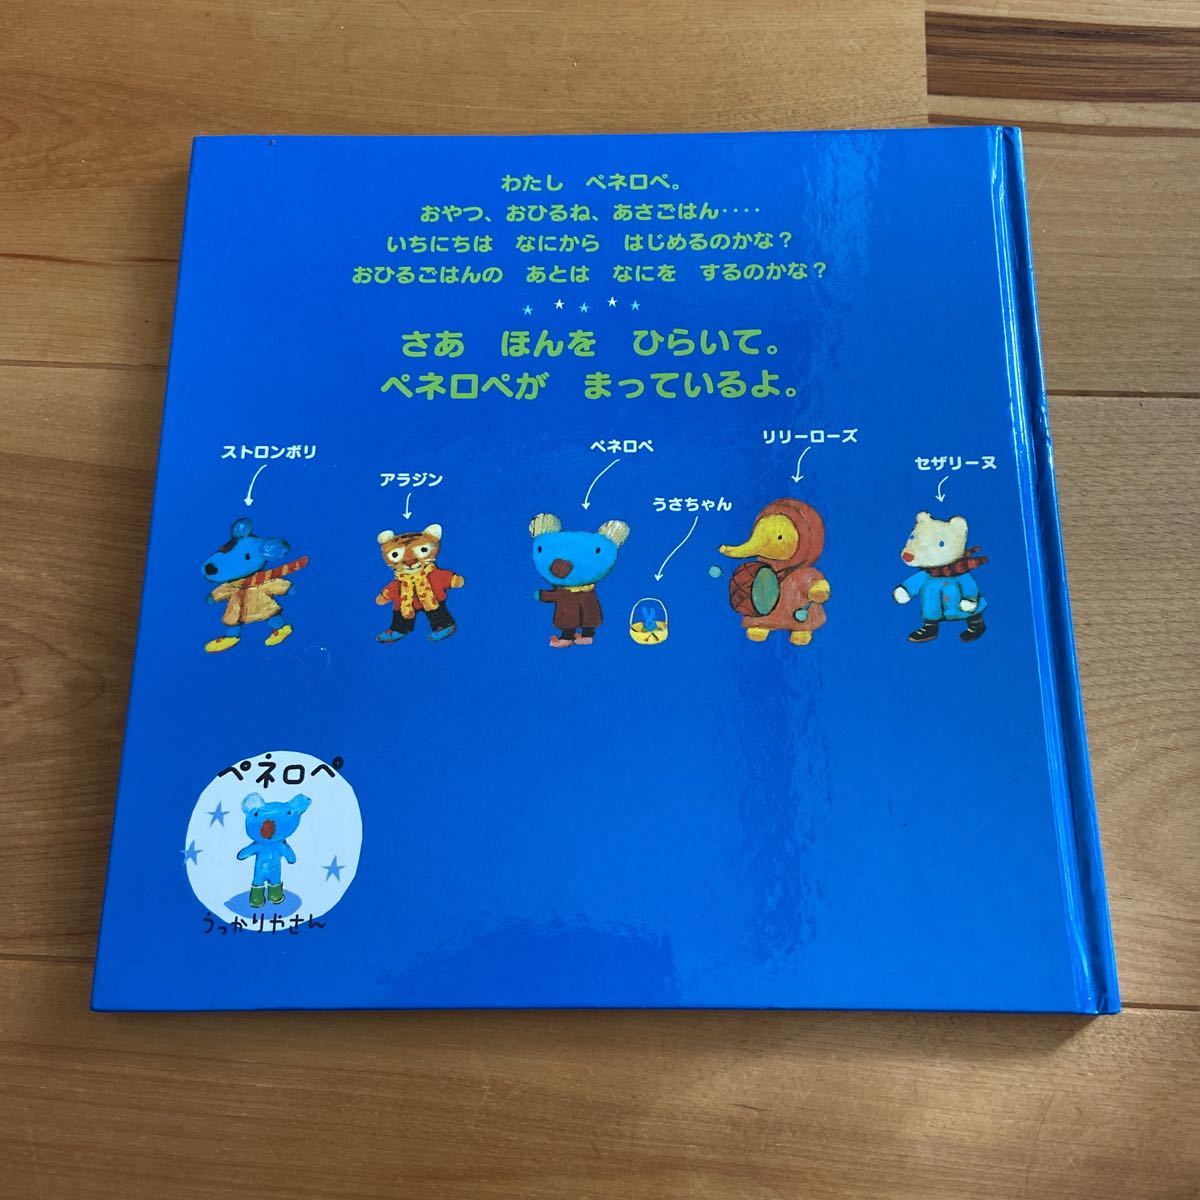 わたし　ペネロペ。
おやつ、おひるね、あさごはん‥‥
いちにちは　なにから　はじめるのかな？
おひるごはんの　あとは　なにを　するのかな？
さあ　ほんを　ひらいて。
ペネロペが　まっているよ。
ストロンボリ
アラジン
ペネロペ
うさちゃん
リリーローズ
セザリーヌ
ペネロペ
うっかりやさん